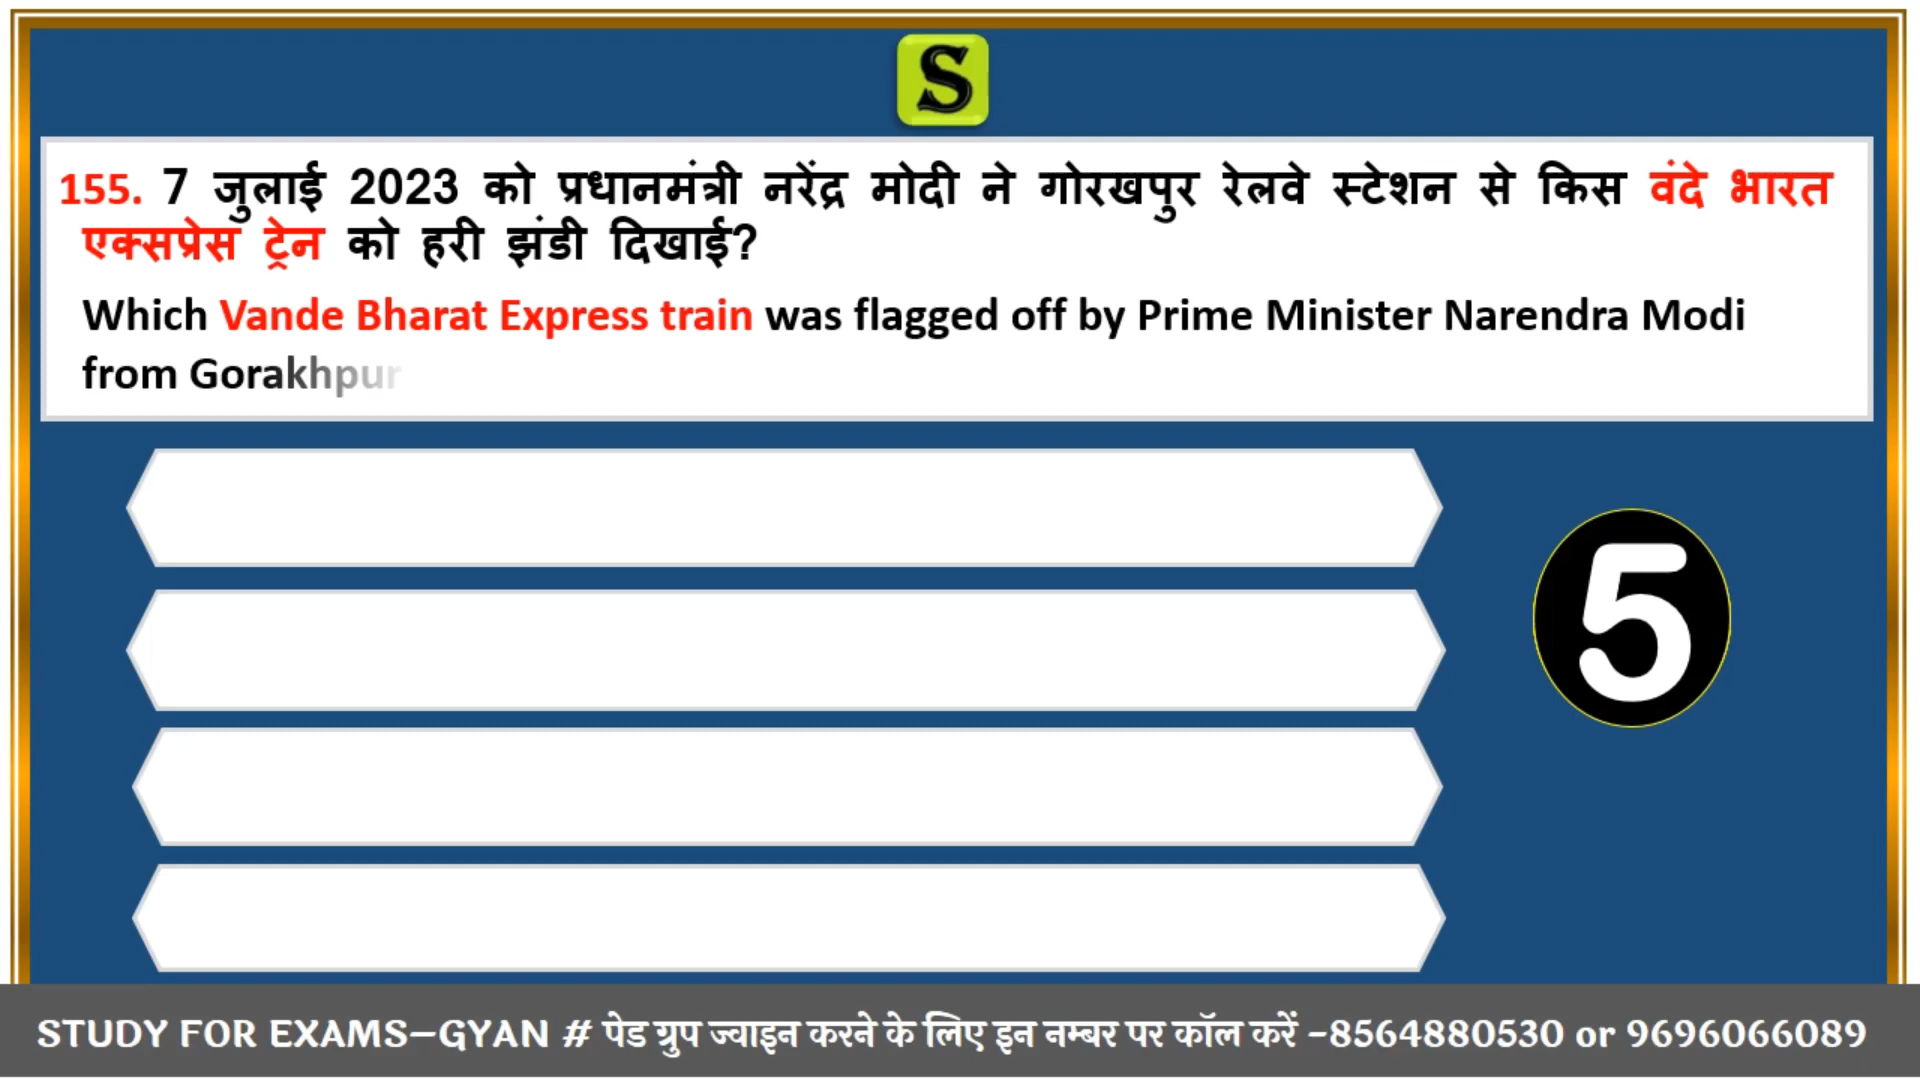 S
155. 7 जुलाई 2023 को प्रधानमंत्री नरेंद्र मोदी ने गोरखपुर रेलवे स्टेशन से किस वंदे भारत
एक्सप्रेस ट्रेन को हरी झंडी दिखाई?
Which Vande Bharat Express train was flagged off by Prime Minister Narendra Modi
from Gorakhpur
5
STUDY FOR EXAMS–GYAN # पेड ग्रुप ज्वाइन करने के लिए इन नम्बर पर कॉल करें –8564880530 or 9696066089